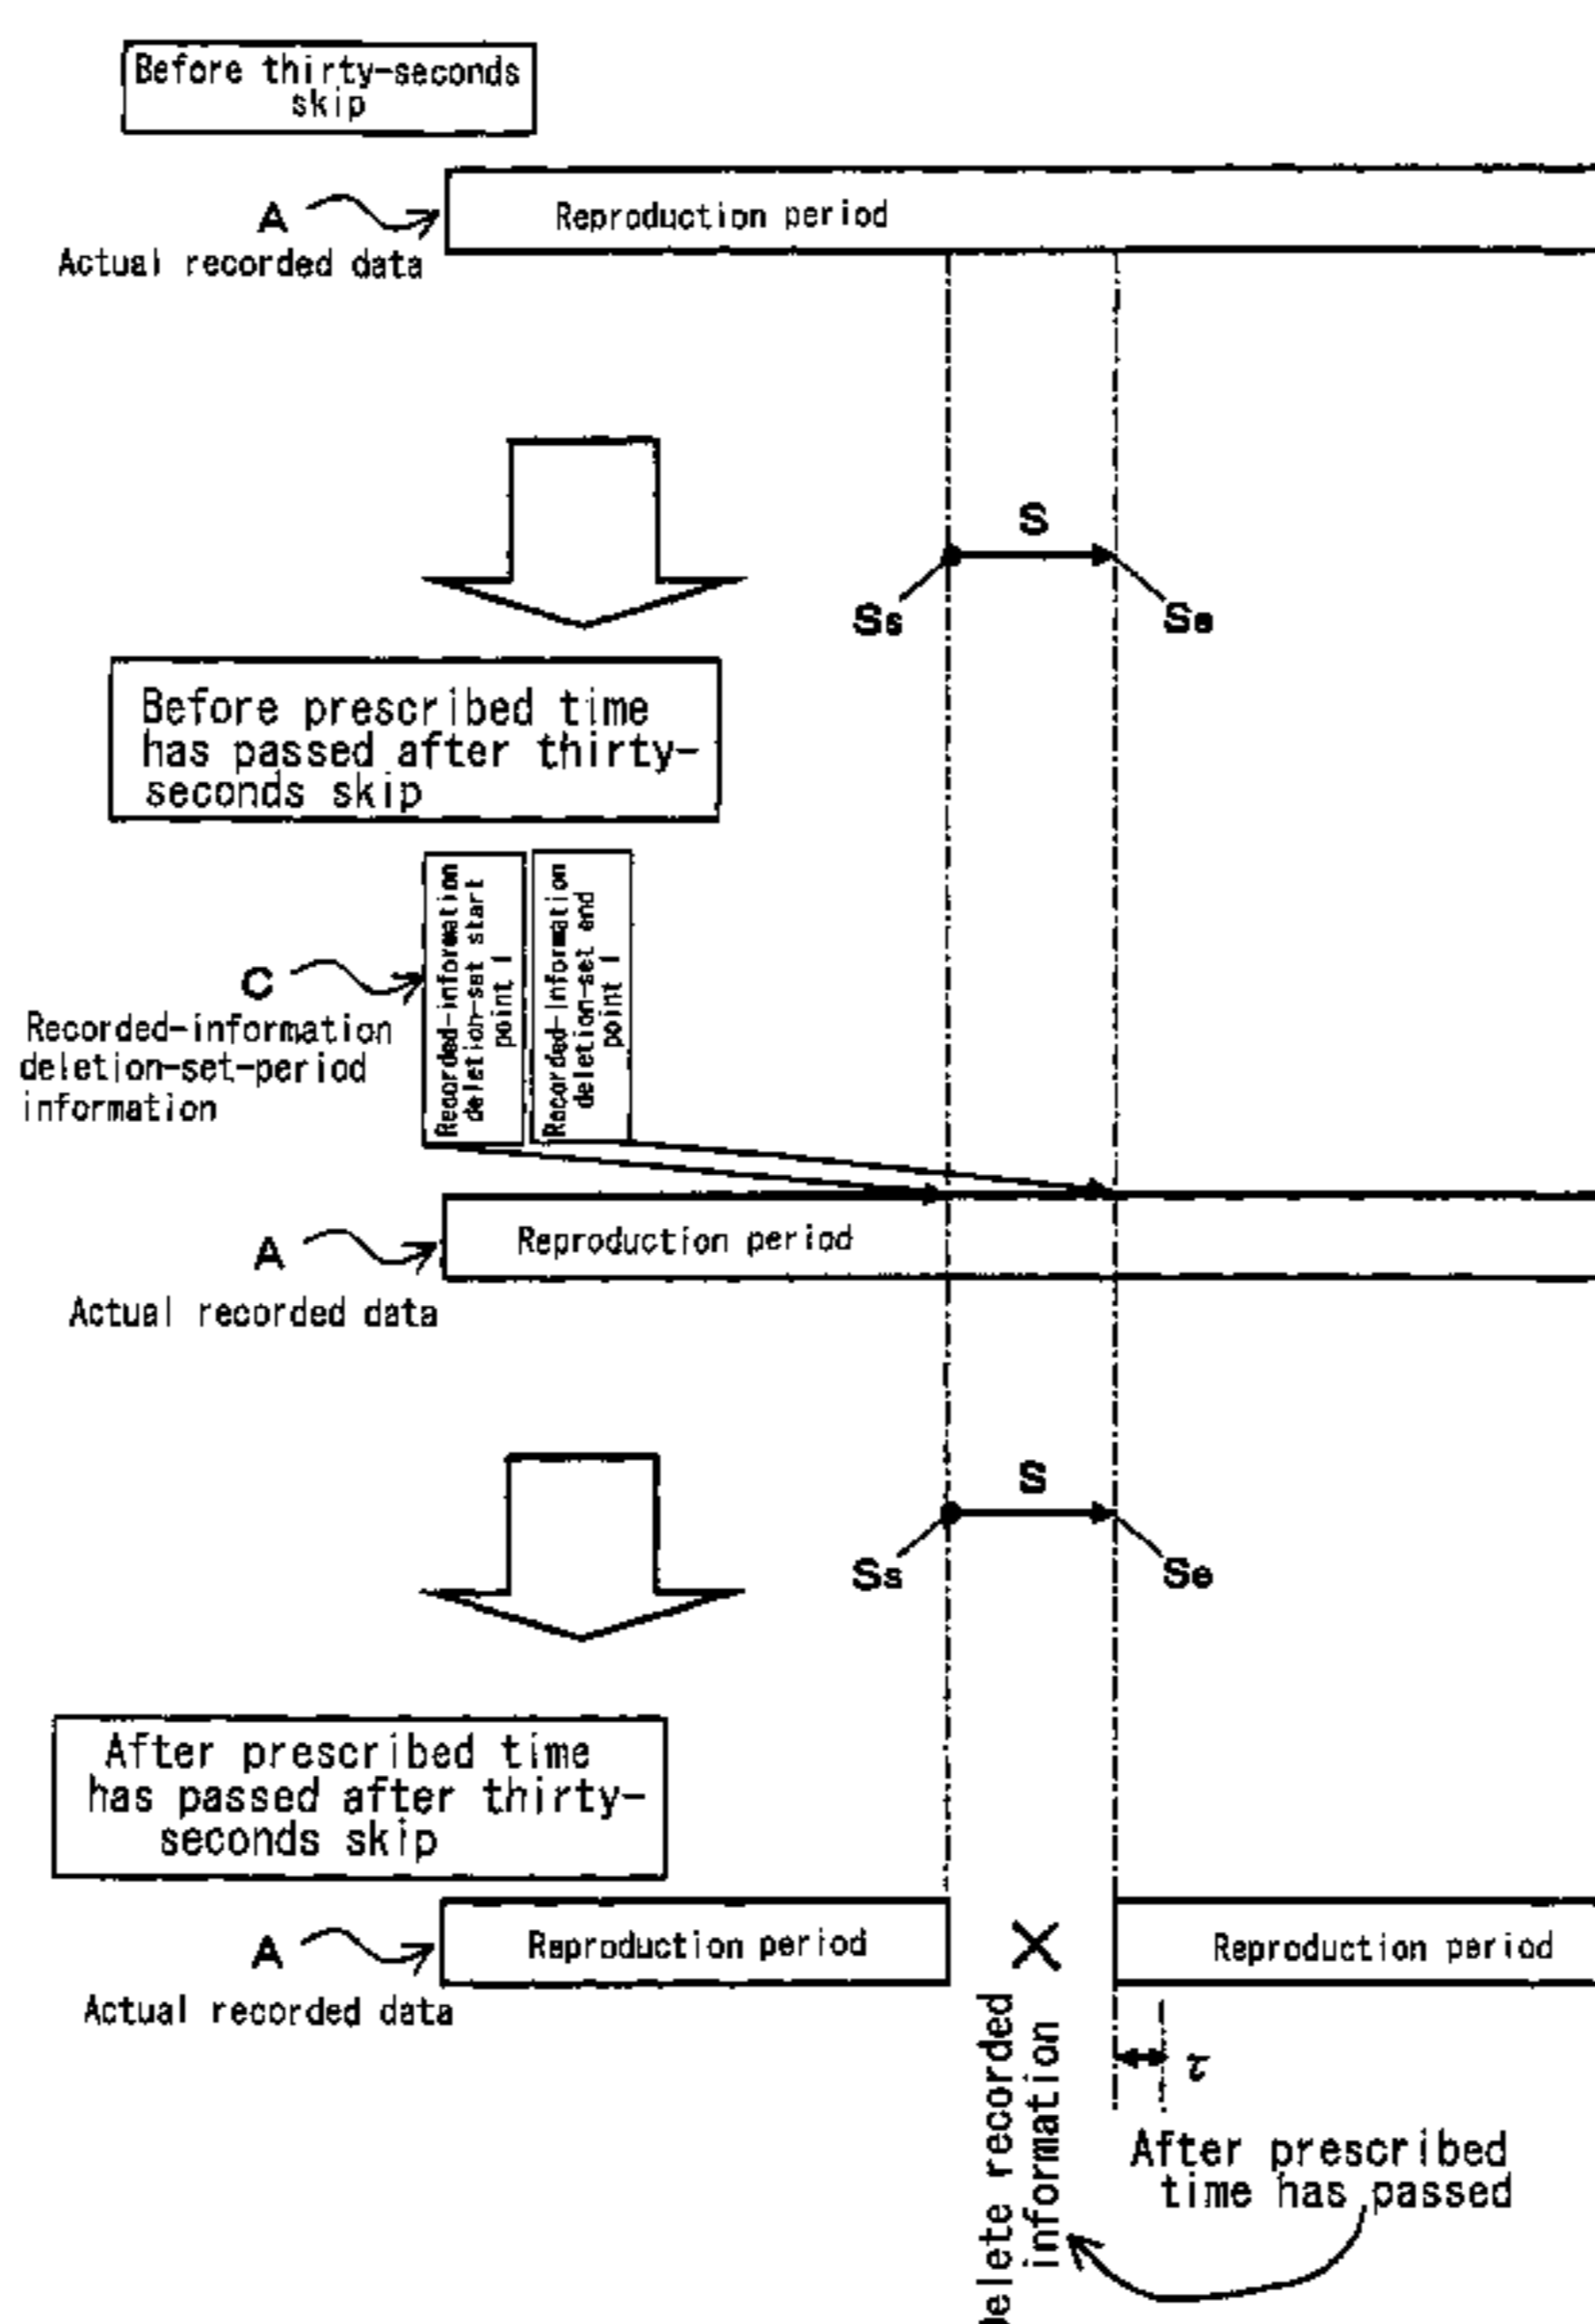 Before thirty-seconds
skip
A
Reproduction period
Actual recorded data
S
Ss
Se
Before prescribed time
has passed after thirty-
seconds skip
Recorded-information
deletion-set start
point 1
Recorded-information
deletion-set end
point 1
C
Recorded-information
deletion-set-period
information
A
Reproduction period
Actual recorded data
S
Ss
Se
After prescribed time
has passed after thirty-
seconds skip
A
Reproduction period
Reproduction period
Actual recorded data
delete recorded
information
τ
After prescribed
time has passed